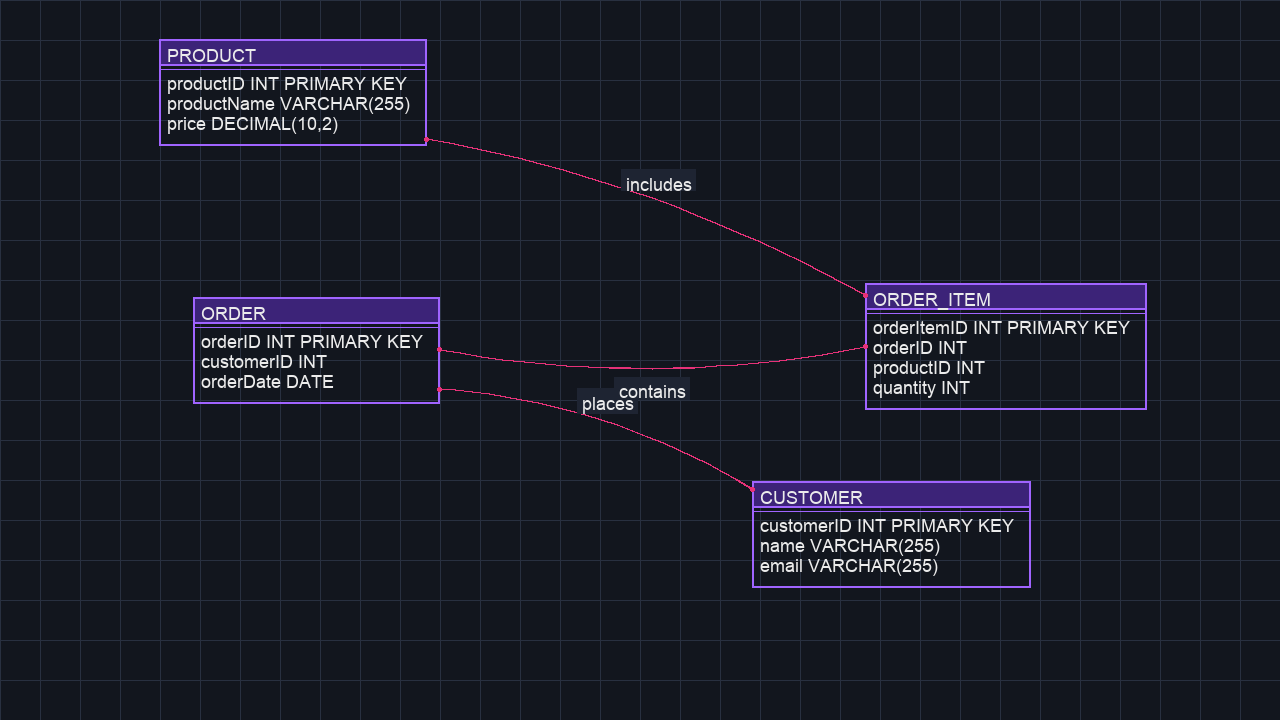 PRODUCT
productID INT PRIMARY KEY
productName VARCHAR(255)
price DECIMAL(10,2)
includes
ORDER
orderID INT PRIMARY KEY
customerID INT
orderDate DATE
ORDER_ITEM
orderItemID INT PRIMARY KEY
orderID INT
productID INT
quantity INT
contains
places
CUSTOMER
customerID INT PRIMARY KEY
name VARCHAR(255)
email VARCHAR(255)